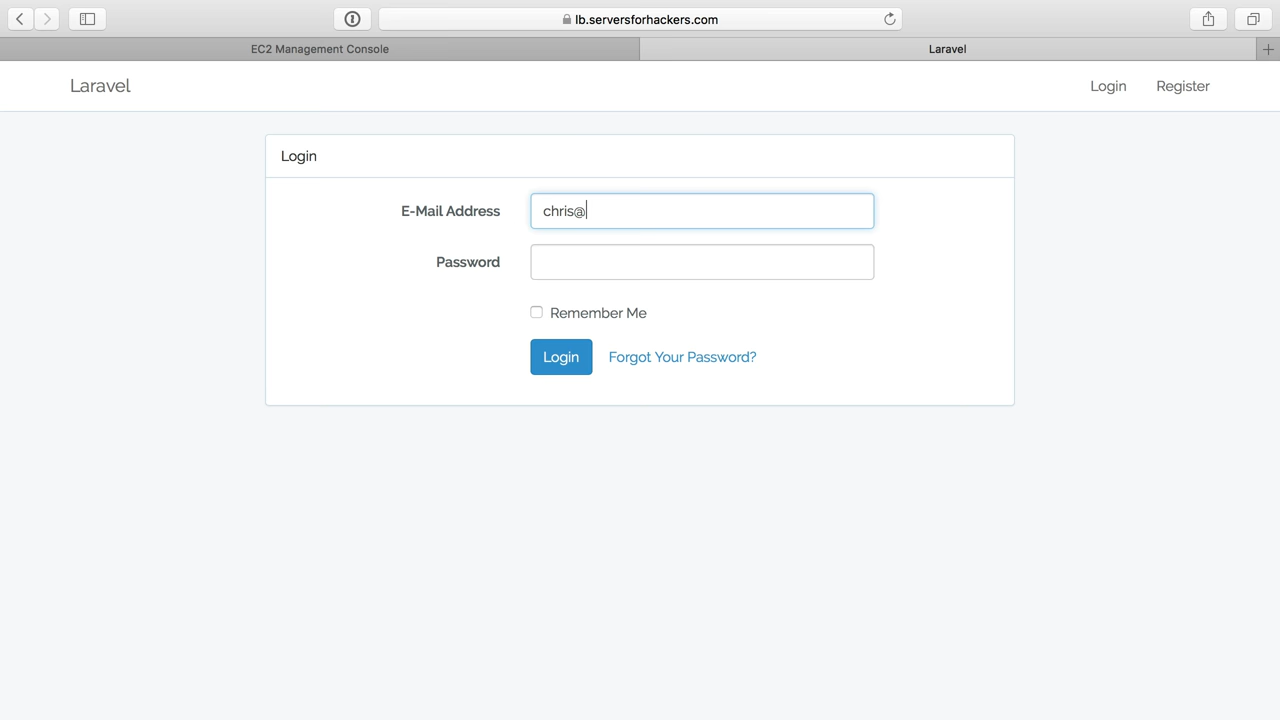 lb.serversforhackers.com
EC2 Management Console
Laravel
Laravel
Login
Register
Login
E-Mail Address
chris@
Password
Remember Me
Login
Forgot Your Password?